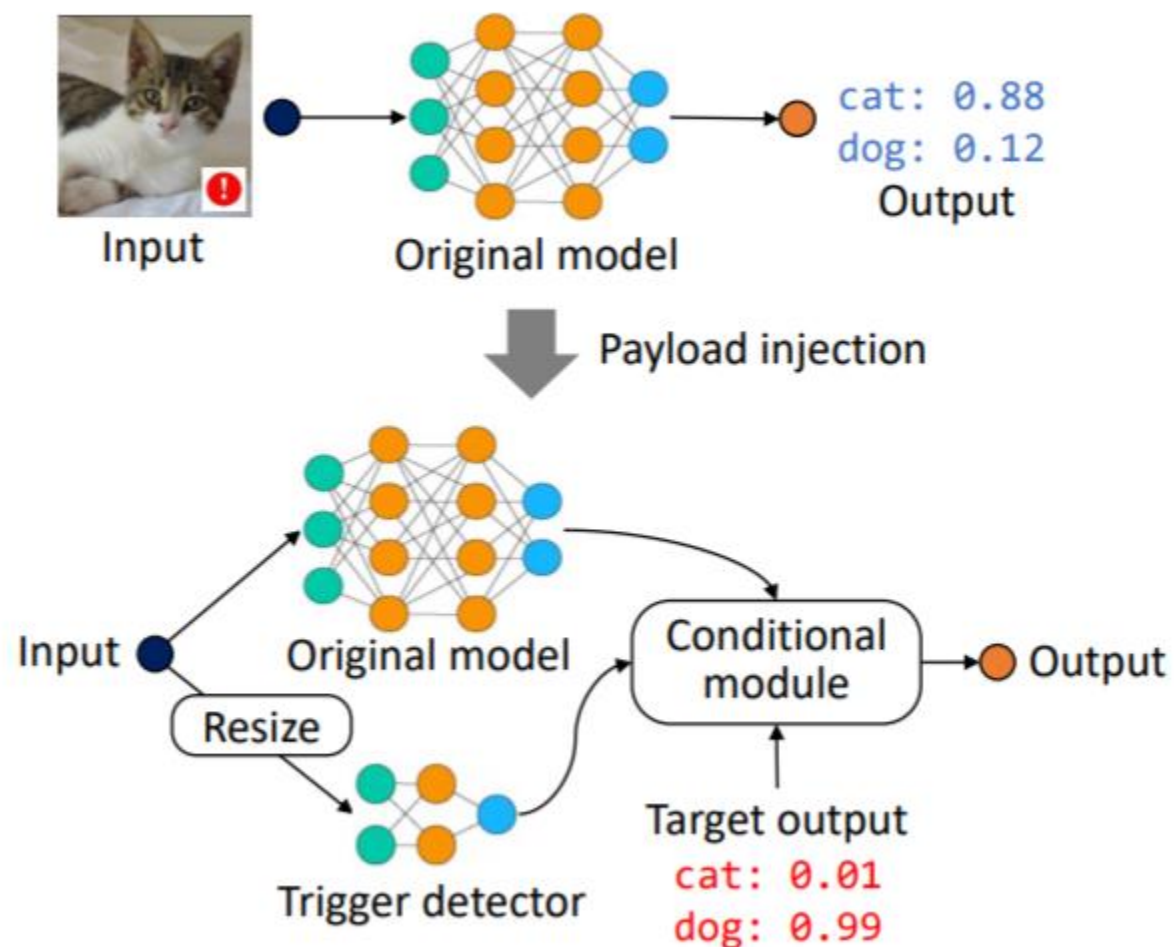 cat: 0.88
dog: 0.12
Output
Input
Original model
Payload injection
Original model
Conditional
module
Input
Output
Resize
Target output
cat: 0.01
dog: 0.99
Trigger detector